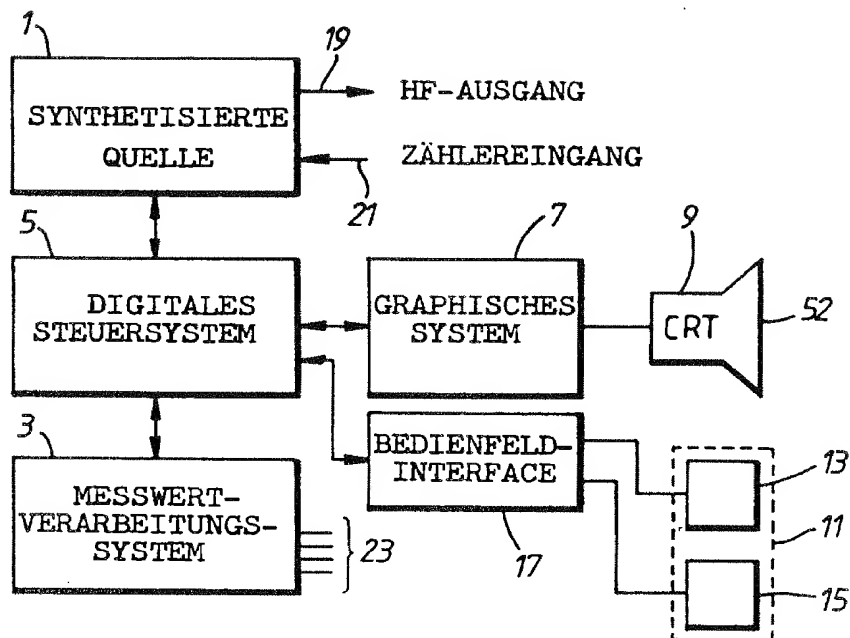 1
19
HF-AUSGANG
SYNTHETISIERTE
QUELLE
ZÄHLEREINGANG
21
5
7
9
DIGITALES
STEUERSYSTEM
GRAPHISCHES
SYSTEM
CRT
52
3
BEDIENFELD-
INTERFACE
13
MESSWERT-
VERARBEITUNGS-
SYSTEM
23
17
11
15